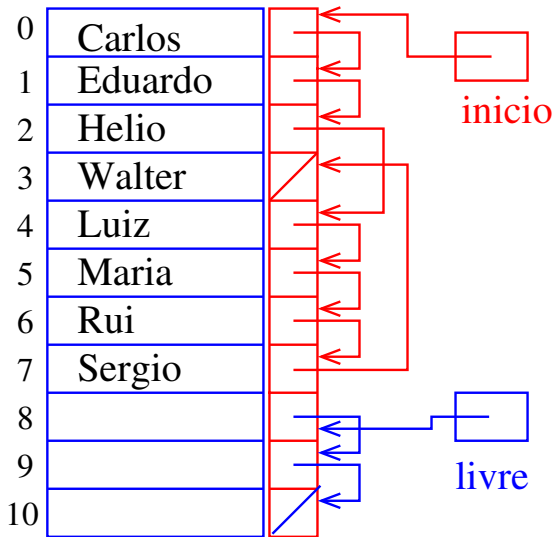 0 Carlos
1 Eduardo
inicio
2 Helio
3 Walter
4 Luiz
5 Maria
6 Rui
7 Sergio
8
9
livre
10